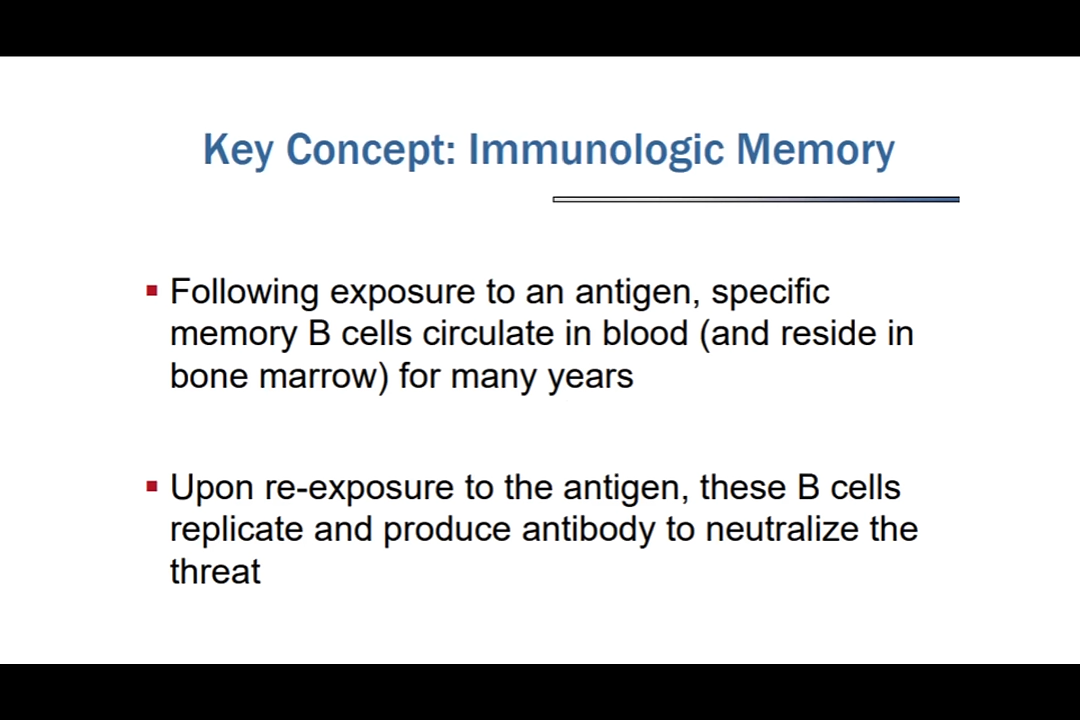 Key Concept: Immunologic Memory
Following exposure to an antigen, specific
memory B cells circulate in blood (and reside in
bone marrow) for many years
Upon re-exposure to the antigen, these B cells
replicate and produce antibody to neutralize the
threat